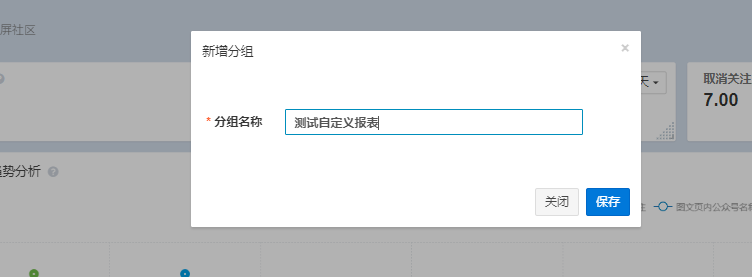 屏社区
新增分组
×
天
取消关注
7.00
* 分组名称
测试自定义报表
趋势分析
关闭
保存
注
图文页内公众号名称